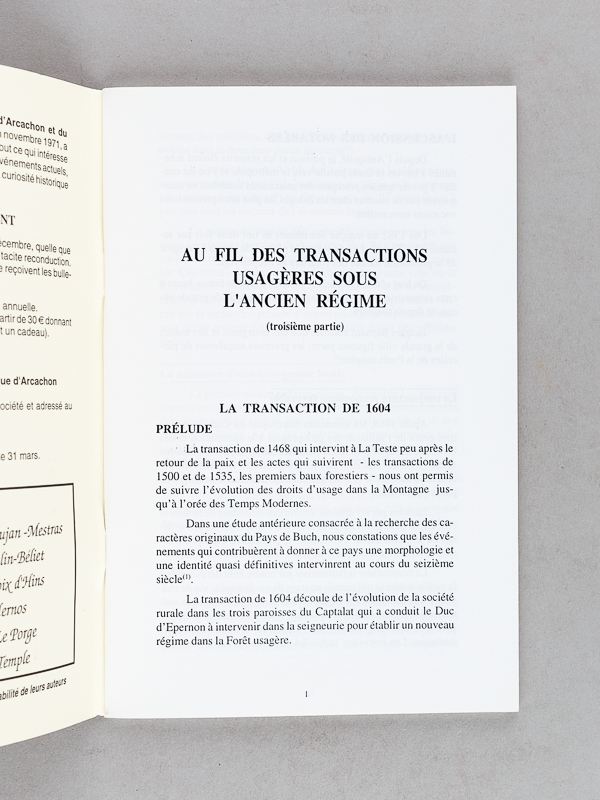 d'Arcachon et du
novembre 1971, a
out ce qui intéresse
événements actuels,
curiosité historique
NT
écembre, quelle que
tacite reconduction.
e reçoivent les bulle-
annuelle.
artir de 30 € donnant
t un cadeau).
ue d'Arcachon
ociété et adressé au
e 31 mars.
ujan -Mestras
lin-Béliet
oix d'Hins
ernos
Le Porge
Temple
abilité de leurs auteurs
AU FIL DES TRANSACTIONS
USAGÈRES SOUS
L'ANCIEN RÉGIME
(troisième partie)
LA TRANSACTION DE 1604
PRÉLUDE
La transaction de 1468 qui intervint à La Teste peu après le
retour de la paix et les actes qui suivirent - les transactions de
1500 et de 1535, les premiers baux forestiers - nous ont permis
de suivre l'évolution des droits d'usage dans la Montagne jus-
qu'à l'orée des Temps Modernes.
Dans une étude antérieure consacrée à la recherche des ca-
ractères originaux du Pays de Buch, nous constations que les évé-
nements qui contribuèrent à donner à ce pays une morphologie et
une identité quasi définitives intervinrent au cours du seizième
siècle(1).
La transaction de 1604 découle de l'évolution de la société
rurale dans les trois paroisses du Captalat qui a conduit le Duc
d'Epernon à intervenir dans la seigneurie pour établir un nouveau
régime dans la Forêt usagère.
1